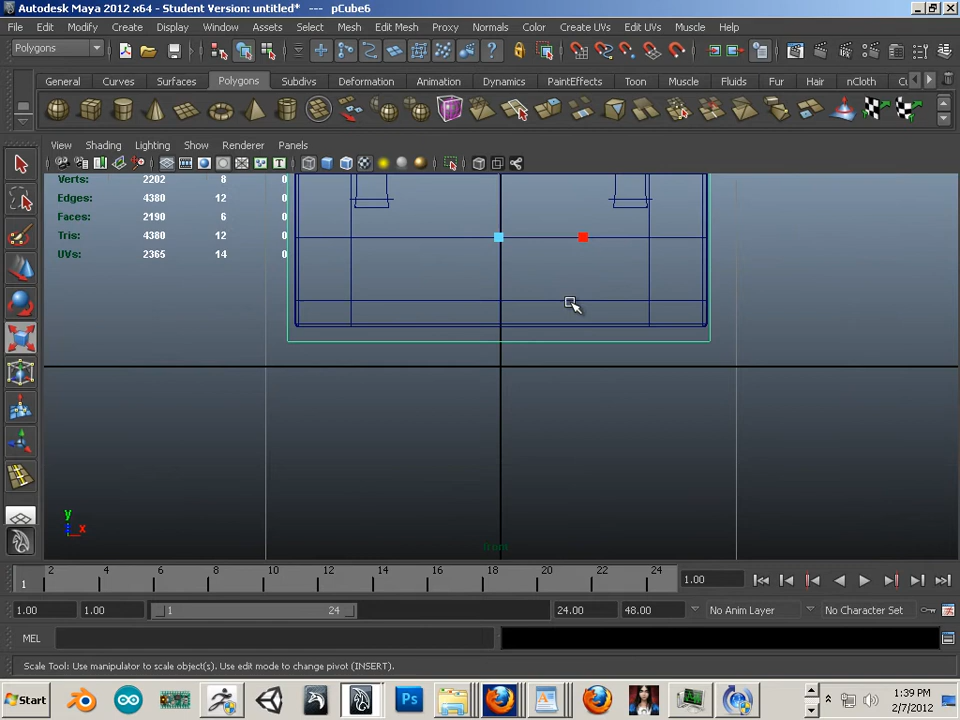 Autodesk Maya 2012 x64 - Student Version: untitled* --- pCube6
File Edit Modify Create Display Window Assets Select Mesh Edit Mesh Proxy Normals Color Create UVs Edit UVs Muscle Help
Polygons
General Curves Surfaces Polygons Subdivs Deformation Animation Dynamics PaintEffects Toon Muscle Fluids Fur Hair nCloth Cu
View Shading Lighting Show Renderer Panels
Verts: 2202 8 0
Edges: 4380 12 0
Faces: 2190 6 0
Tris: 4380 12 0
UVs: 2365 14 0
y
x
front
2 4 6 8 10 12 14 16 18 20 22 24
1
1.00
1.00 1.00 1 24 24.00 48.00 No Anim Layer No Character Set
MEL
Scale Tool: Use manipulator to scale object(s). Use edit mode to change pivot (INSERT).
Start Ps 1:39 PM
2/7/2012